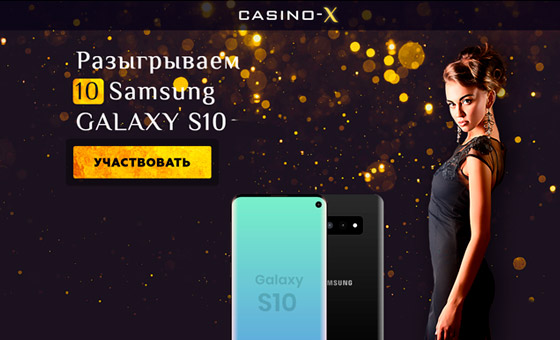 CASINO-X
Разыгрываем
10 Samsung
GALAXY S10
УЧАСТВОВАТЬ
Galaxy
S10
SAMSUNG